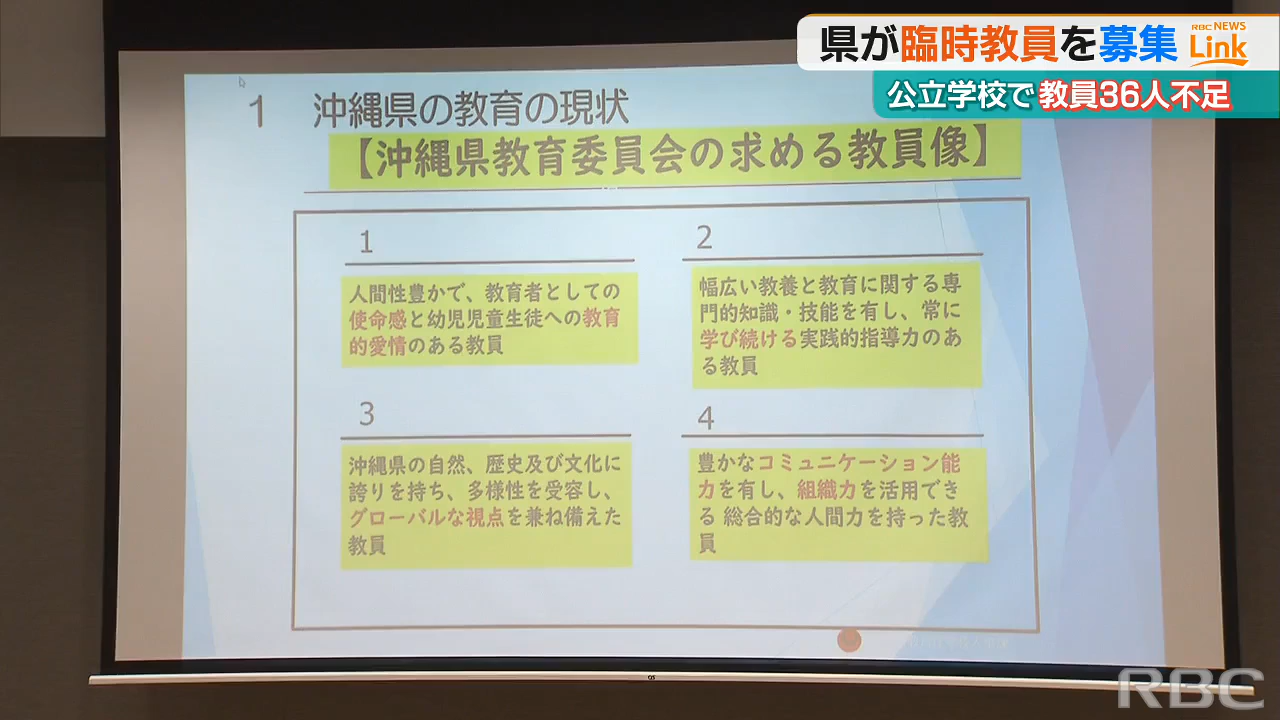 県が臨時教員を募集
RBC NEWS
Link
公立学校で教員36人不足
1 沖縄県の教育の現状
【沖縄県教育委員会の求める教員像】
1
人間性豊かで、教育者としての
使命感と幼児児童生徒への教育
的愛情のある教員
2
幅広い教養と教育に関する専
門的知識・技能を有し、常に
学び続ける実践的指導力のあ
る教員
3
沖縄県の自然、歴史及び文化に
誇りを持ち、多様性を受容し、
グローバルな視点を兼ね備えた
教員
4
豊かなコミュニケーション能
力を有し、組織力を活用でき
る 総合的な人間力を持った教
員
RBC